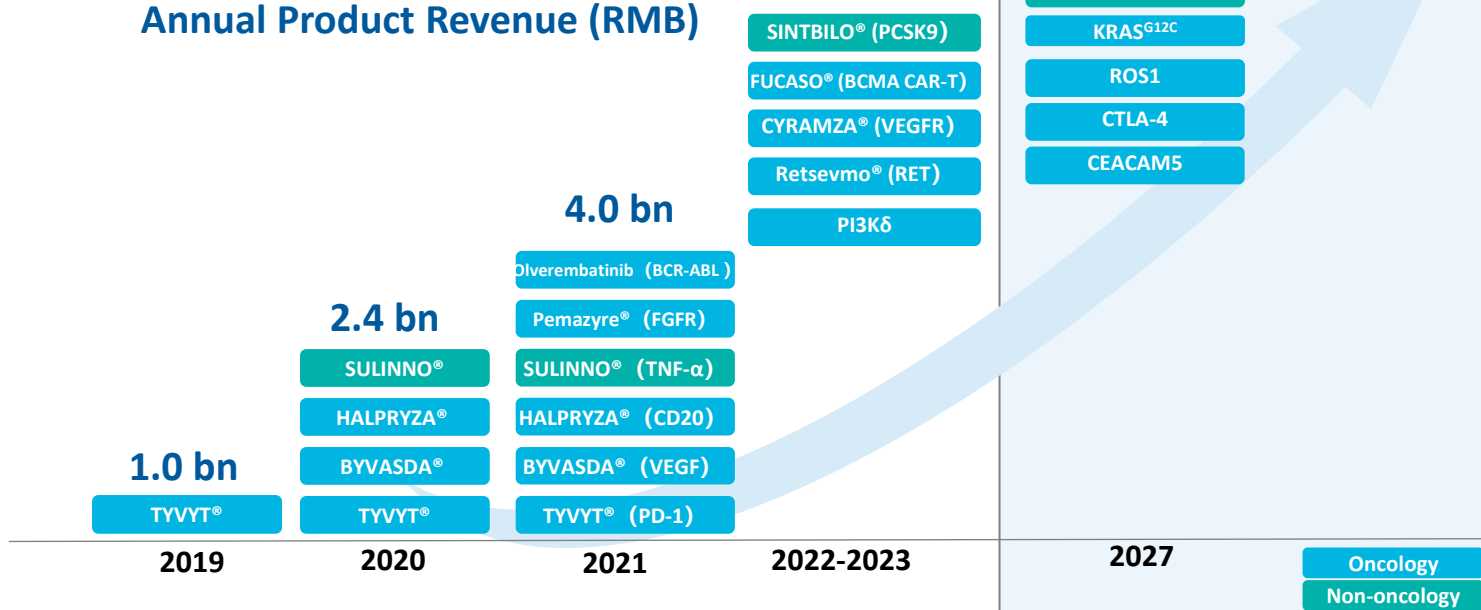 Annual Product Revenue (RMB)
SINTBILO® (PCSK9)
FUCASO® (BCMA CAR-T)
CYRAMZA® (VEGFR)
Retsevmo® (RET)
PI3Kδ
KRASG12C
ROS1
CTLA-4
CEACAM5
4.0 bn
Olverembatinib (BCR-ABL )
Pemazyre® (FGFR)
SULINNO® (TNF-α)
HALPRYZA® (CD20)
BYVASDA® (VEGF)
TYVYT® (PD-1)
2.4 bn
SULINNO®
HALPRYZA®
BYVASDA®
TYVYT®
1.0 bn
TYVYT®
2019
2020
2021
2022-2023
2027
Oncology
Non-oncology